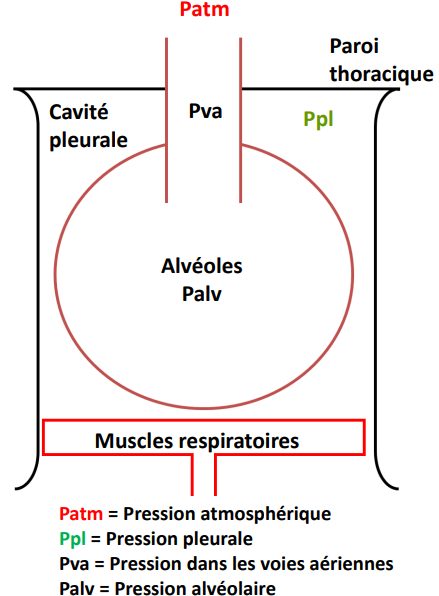 Patm
Paroi
thoracique
Cavité
pleurale
Pva
Ppl
Alvéoles
Palv
Muscles respiratoires
Patm = Pression atmosphérique
Ppl = Pression pleurale
Pva = Pression dans les voies aériennes
Palv = Pression alvéolaire